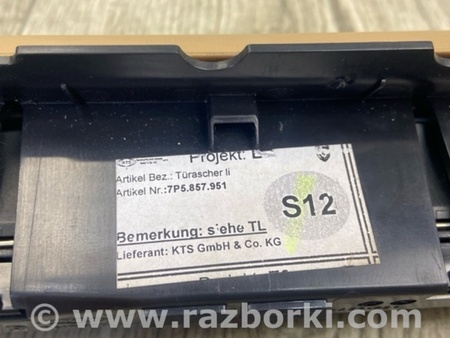 KTS
Projekt:
Artikel Bez.: Türascher li
Artikel Nr.:7P5.857.951
S12
Bemerkung: siehe TL
Lieferant: KTS GmbH & Co. KG
www.razborki.com